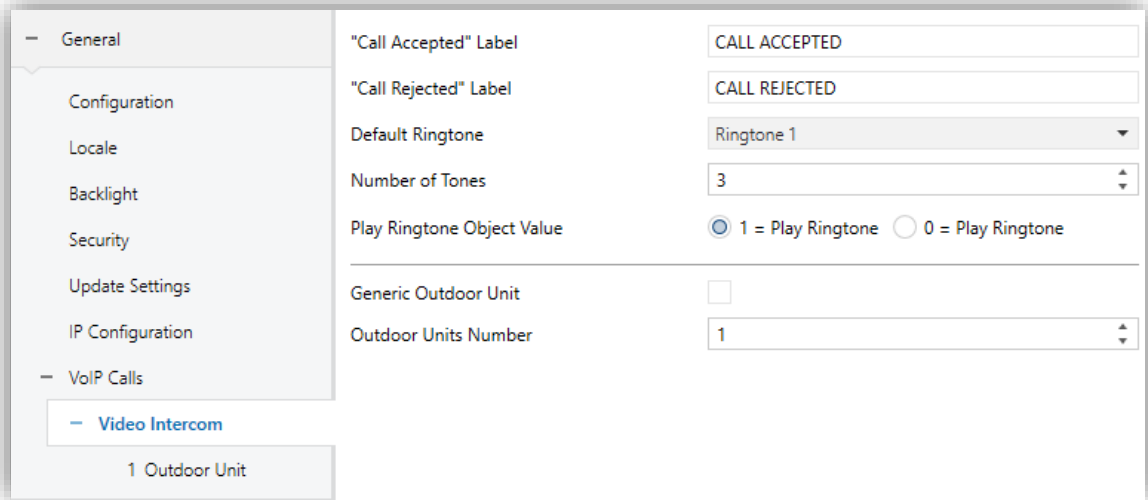 General
Configuration
Locale
Backlight
Security
Update Settings
IP Configuration
VoIP Calls
Video Intercom
1 Outdoor Unit
"Call Accepted" Label CALL ACCEPTED
"Call Rejected" Label CALL REJECTED
Default Ringtone Ringtone 1
Number of Tones 3
Play Ringtone Object Value 1 = Play Ringtone 0 = Play Ringtone
Generic Outdoor Unit
Outdoor Units Number 1